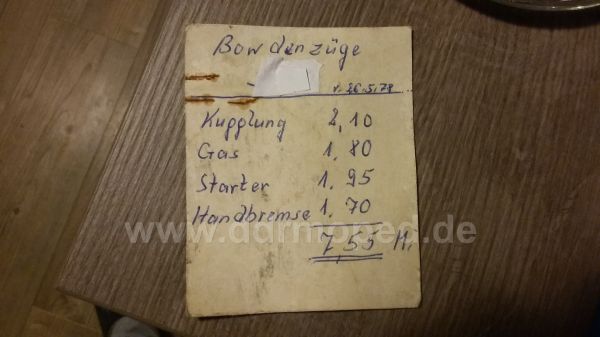 Bowdenzüge
v. 26.5.78
Kupplung 2,10
Gas 1,80
Starter 1,95
Handbremse 1,70
7,55 M.
www.ddrmoped.de